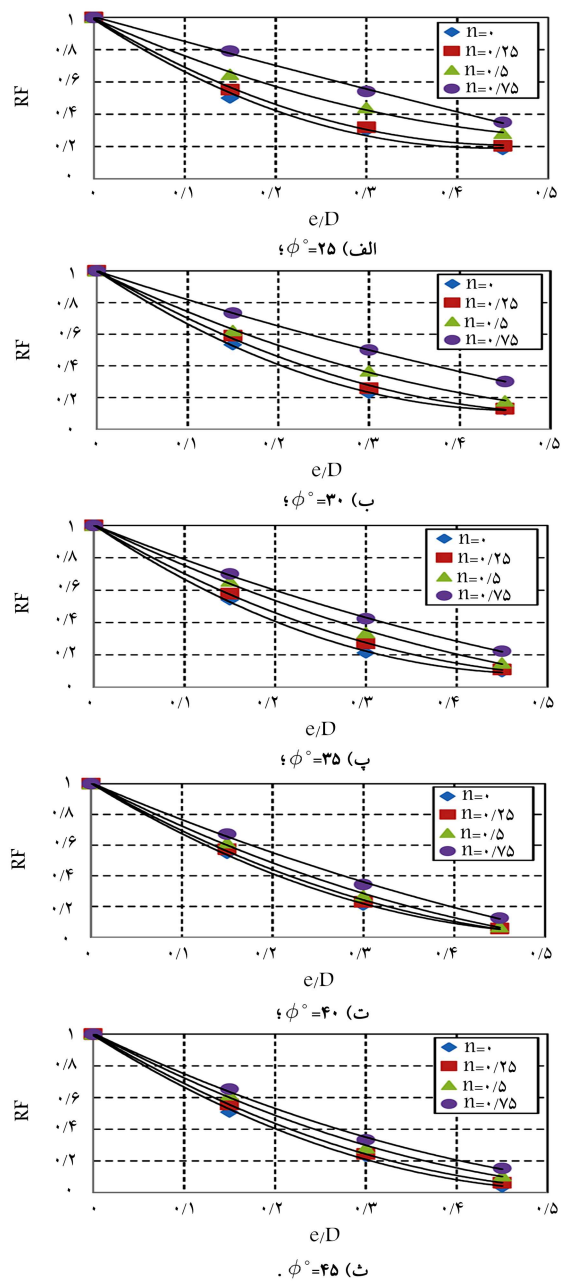 ۱
۰/۸
۰/۶
۰/۴
۰/۲
۰
RF
n=۰
n=۰/۲۵
n=۰/۵
n=۰/۷۵
۰ ۰/۱ ۰/۲ ۰/۳ ۰/۴ ۰/۵
e/D
الف) ϕ°=۲۵؛
۱
۰/۸
۰/۶
۰/۴
۰/۲
۰
RF
n=۰
n=۰/۲۵
n=۰/۵
n=۰/۷۵
۰/۱ ۰/۲ ۰/۳ ۰/۴ ۰/۵
e/D
ب) ϕ°=۳۰؛
۱
۰/۸
۰/۶
۰/۴
۰/۲
۰
RF
n=۰
n=۰/۲۵
n=۰/۵
n=۰/۷۵
۰ ۰/۱ ۰/۲ ۰/۳ ۰/۴ ۰/۵
e/D
پ) ϕ°=۳۵؛
۱
۰/۸
۰/۶
۰/۴
۰/۲
۰
RF
n=۰
n=۰/۲۵
n=۰/۵
n=۰/۷۵
۰ ۰/۱ ۰/۲ ۰/۳ ۰/۴ ۰/۵
e/D
ت) ϕ°=۴۰؛
۱
۰/۸
۰/۶
۰/۴
۰/۲
۰
RF
n=۰
n=۰/۲۵
n=۰/۵
n=۰/۷۵
۰ ۰/۱ ۰/۲ ۰/۳ ۰/۴ ۰/۵
e/D
ث) ϕ°=۴۵.